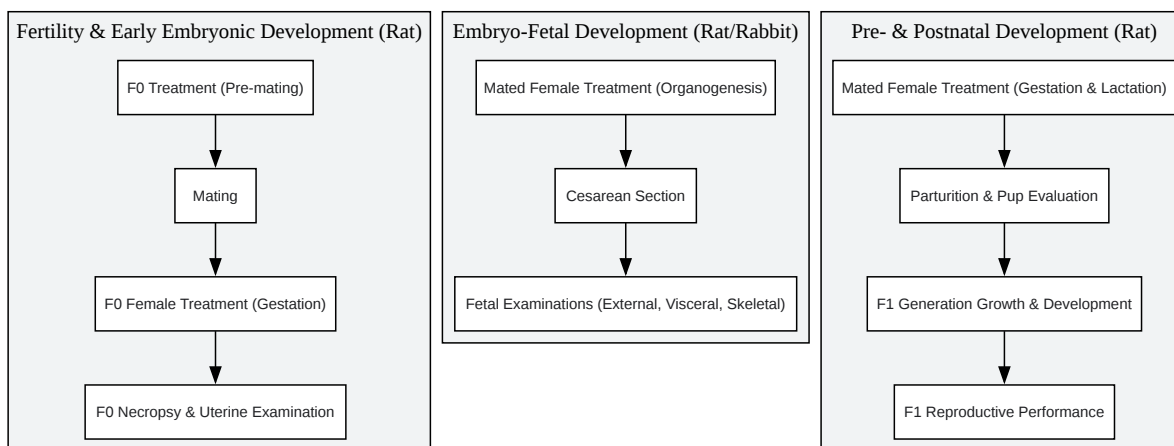 Fertility & Early Embryonic Development (Rat)
F0 Treatment (Pre-mating)
Mating
F0 Female Treatment (Gestation)
F0 Necropsy & Uterine Examination
Embryo-Fetal Development (Rat/Rabbit)
Mated Female Treatment (Organogenesis)
Cesarean Section
Fetal Examinations (External, Visceral, Skeletal)
Pre- & Postnatal Development (Rat)
Mated Female Treatment (Gestation & Lactation)
Parturition & Pup Evaluation
F1 Generation Growth & Development
F1 Reproductive Performance